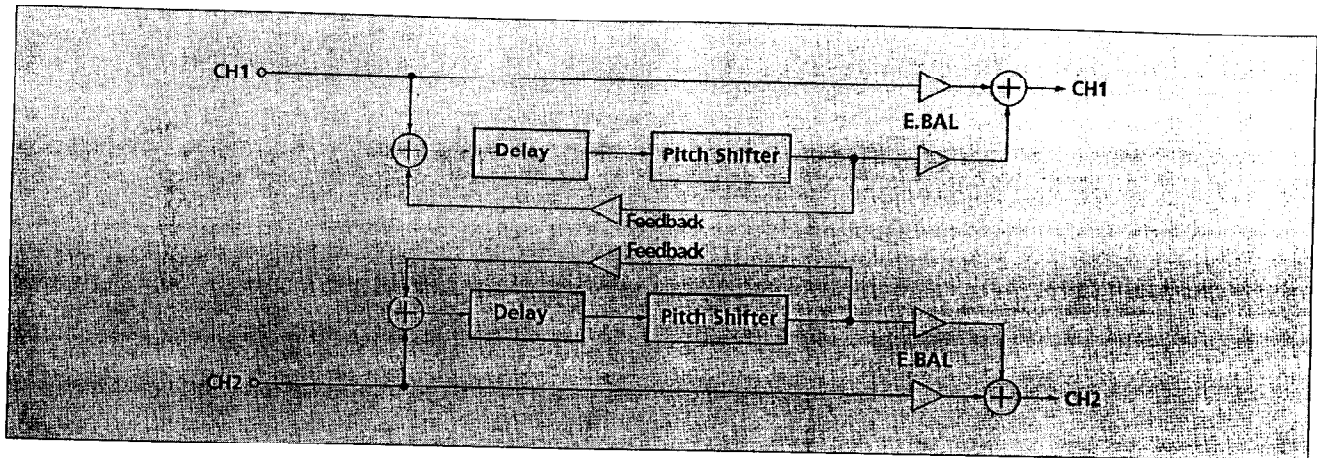 CH1
CH1
E.BAL
Delay
Pitch Shifter
Feedback
Feedback
Delay
Pitch Shifter
E.BAL
CH2
CH2